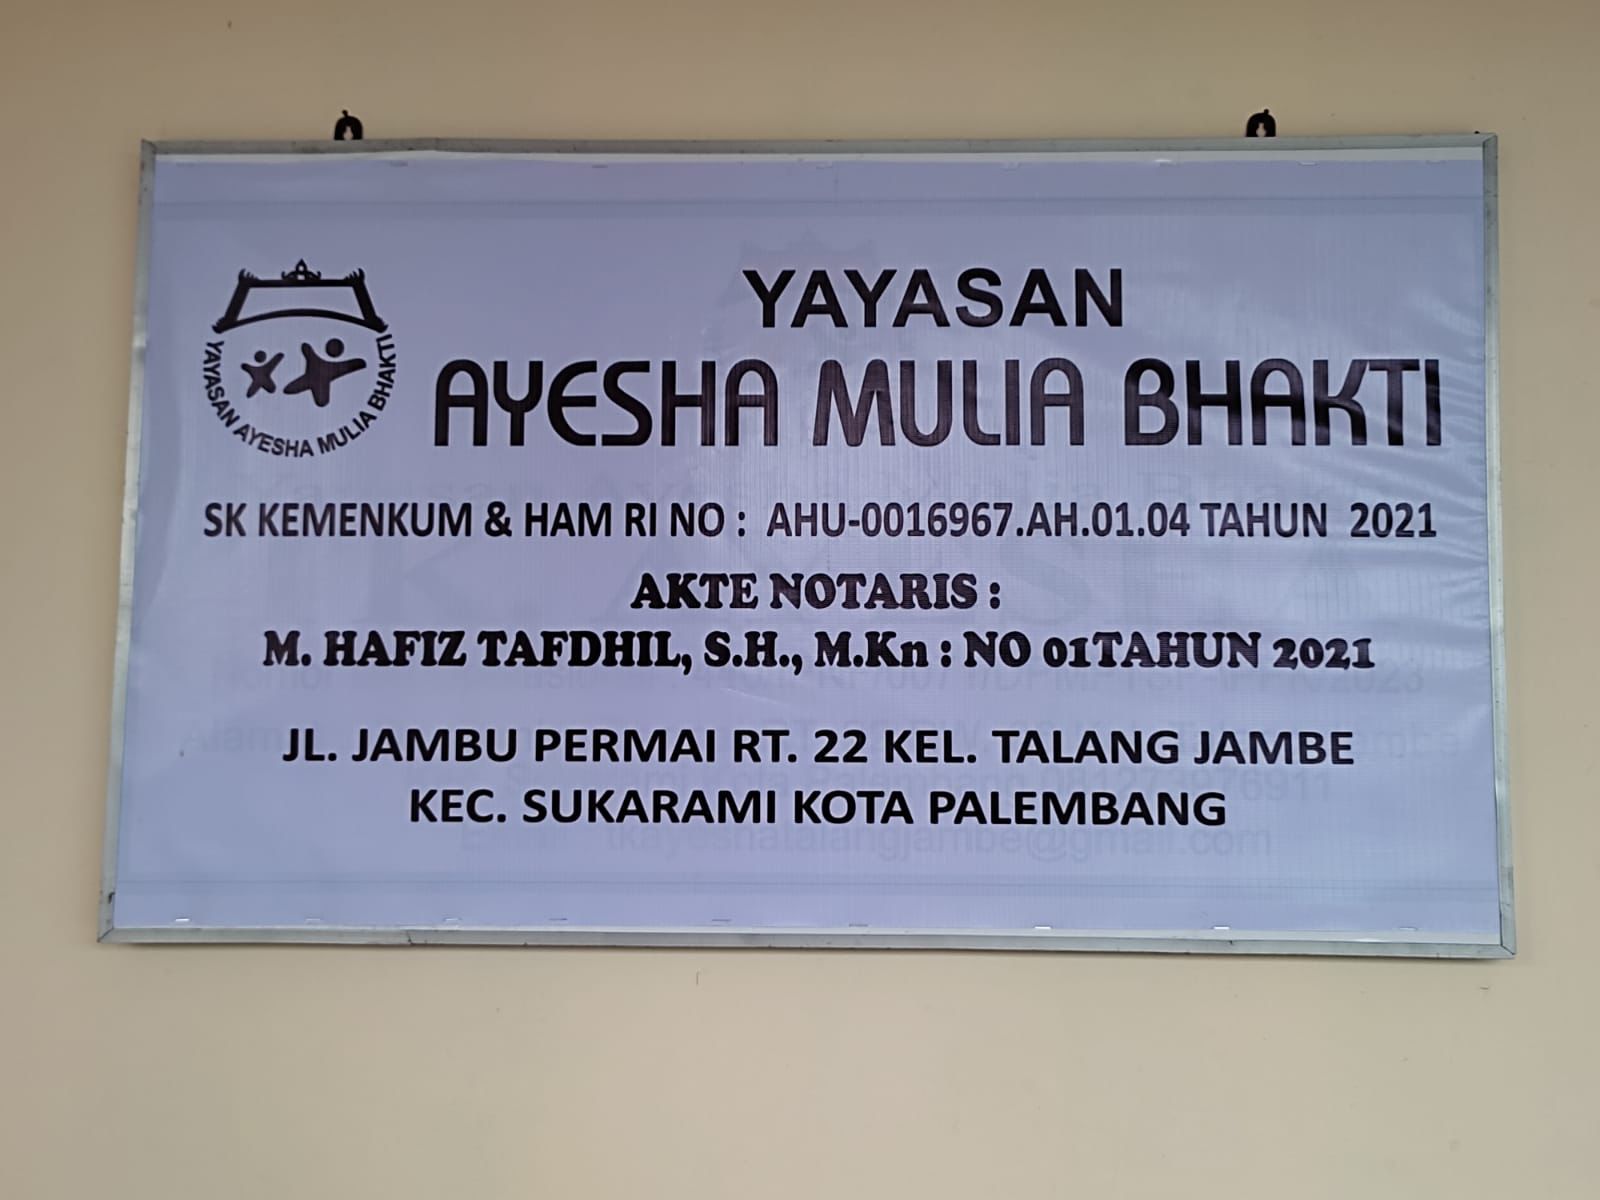 YAYASAN
AYESHA MULIA BHAKTI
YAYASAN AYESHA MULIA BHAKTI
SK KEMENKUM & HAM RI NO : AHU-0016967.AH.01.04 TAHUN 2021
AKTE NOTARIS :
M. HAFIZ TAFDHIL, S.H., M.Kn : NO 01TAHUN 2021
JL. JAMBU PERMAI RT. 22 KEL. TALANG JAMBE
KEC. SUKARAMI KOTA PALEMBANG